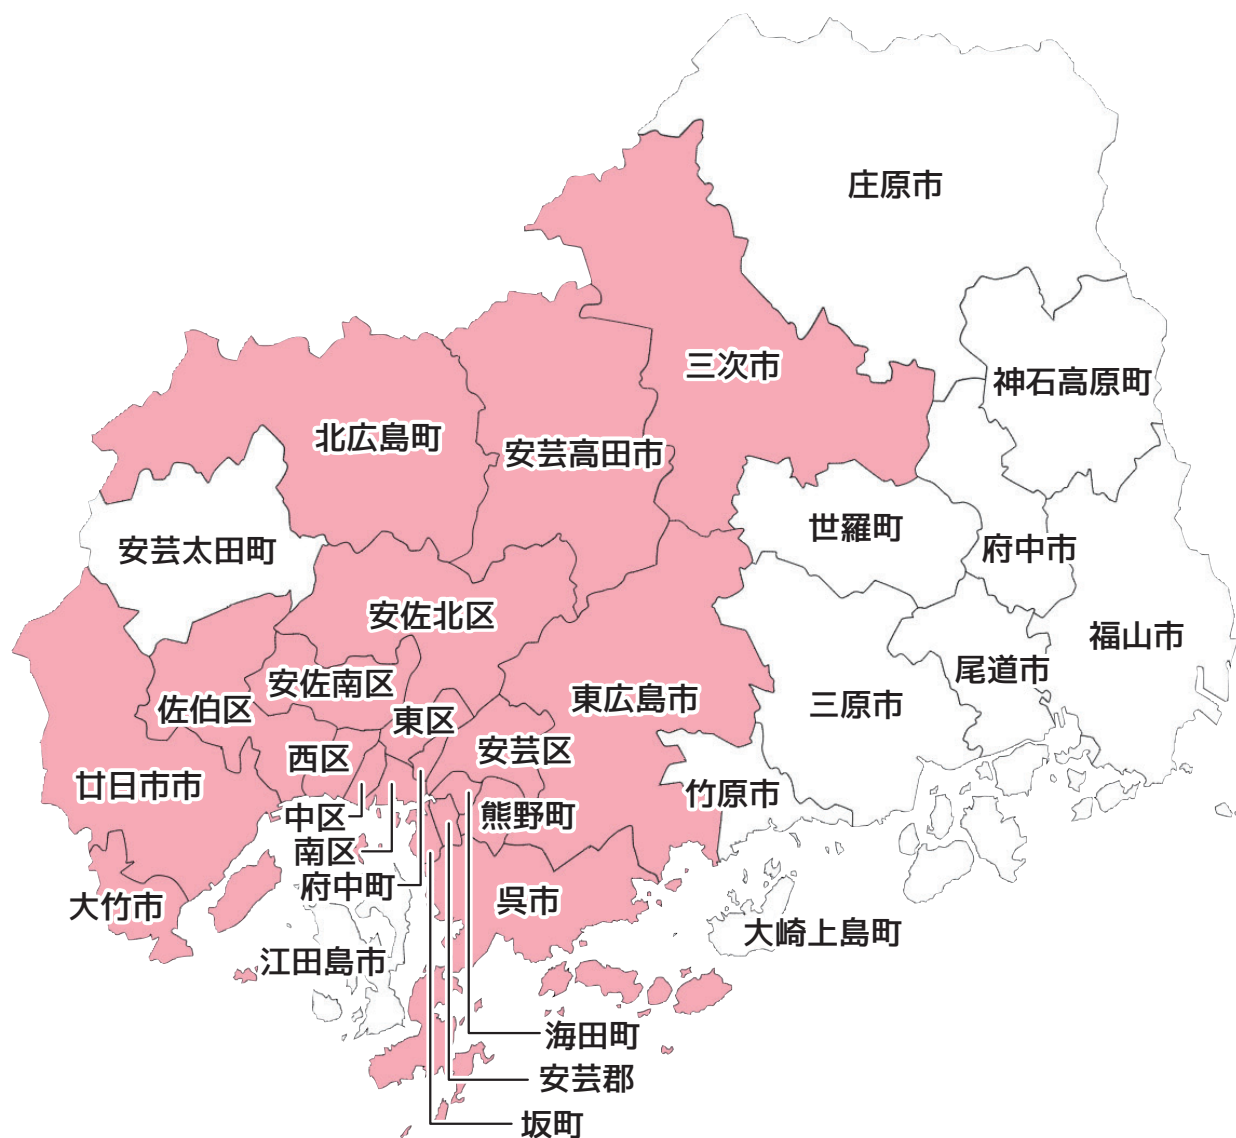 庄原市
三次市
神石高原町
北広島町
安芸高田市
世羅町
府中市
安芸太田町
安佐北区
福山市
尾道市
安佐南区
東広島市
三原市
佐伯区
東区
安芸区
西区
廿日市市
竹原市
中区
熊野町
南区
府中町
呉市
大竹市
大崎上島町
江田島市
海田町
安芸郡
坂町